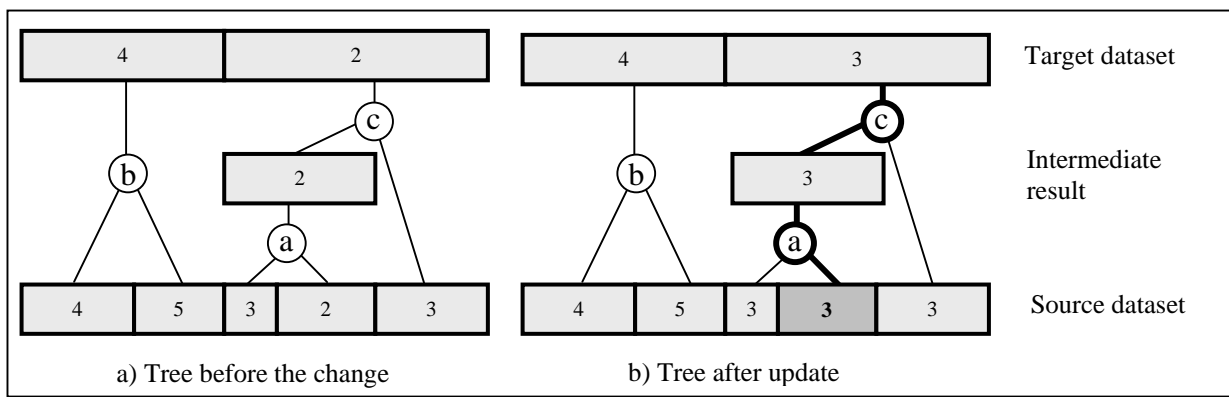 4 2
c
b
2
a
4 5 3 2 3
a) Tree before the change
4 3
c
b
3
a
4 5 3 3 3
b) Tree after update
Target dataset
Intermediate
result
Source dataset